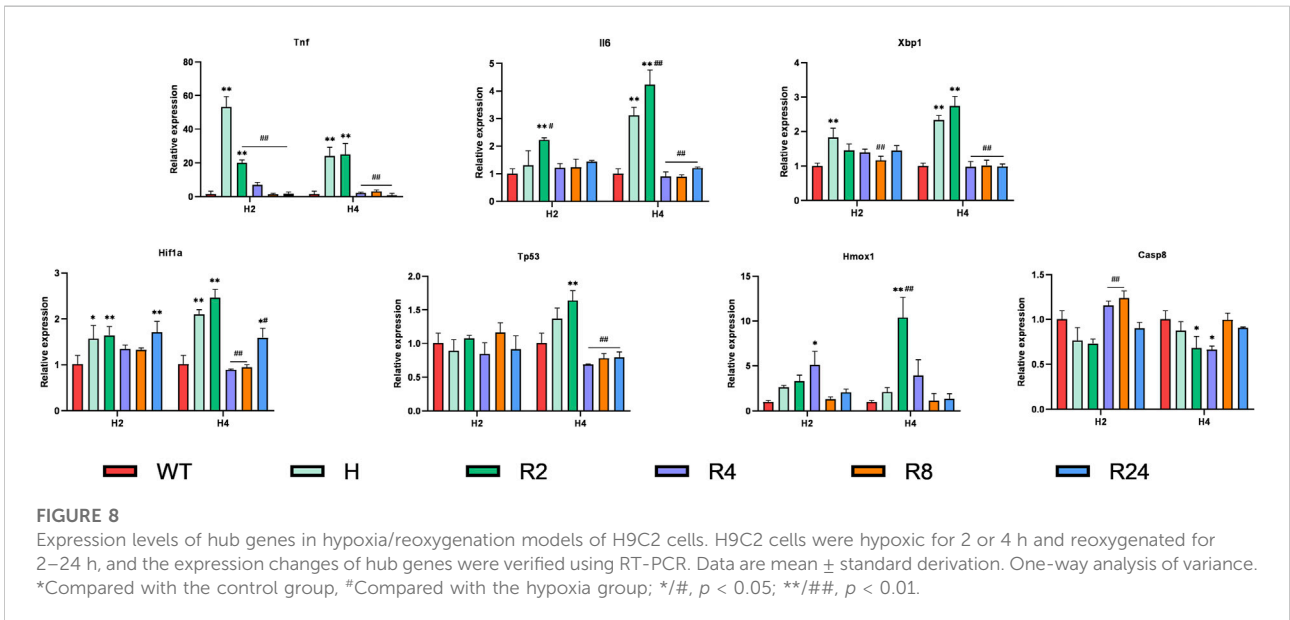 Tnf
Relative expression
80
60
40
20
0
**
**
##
**
**
##
H2
H4
Il6
Relative expression
5
4
3
2
1
0
** #
**
** ##
##
H2
H4
Xbp1
Relative expression
4
3
2
1
0
**
##
**
**
##
H2
H4
Hif1a
Relative expression
3
2
1
0
*
**
**
**
**
##
*#
H2
H4
Tp53
Relative expression
2.0
1.5
1.0
0.5
0.0
**
##
H2
H4
Hmox1
Relative expression
15
10
5
0
*
** ##
H2
H4
Casp8
Relative expression
1.5
1.0
0.5
0.0
##
*
*
H2
H4
WT H R2 R4 R8 R24
FIGURE 8
Expression levels of hub genes in hypoxia/reoxygenation models of H9C2 cells. H9C2 cells were hypoxic for 2 or 4 h and reoxygenated for
2–24 h, and the expression changes of hub genes were verified using RT-PCR. Data are mean ± standard derivation. One-way analysis of variance.
*Compared with the control group, #Compared with the hypoxia group; */#, p < 0.05; **/##, p < 0.01.